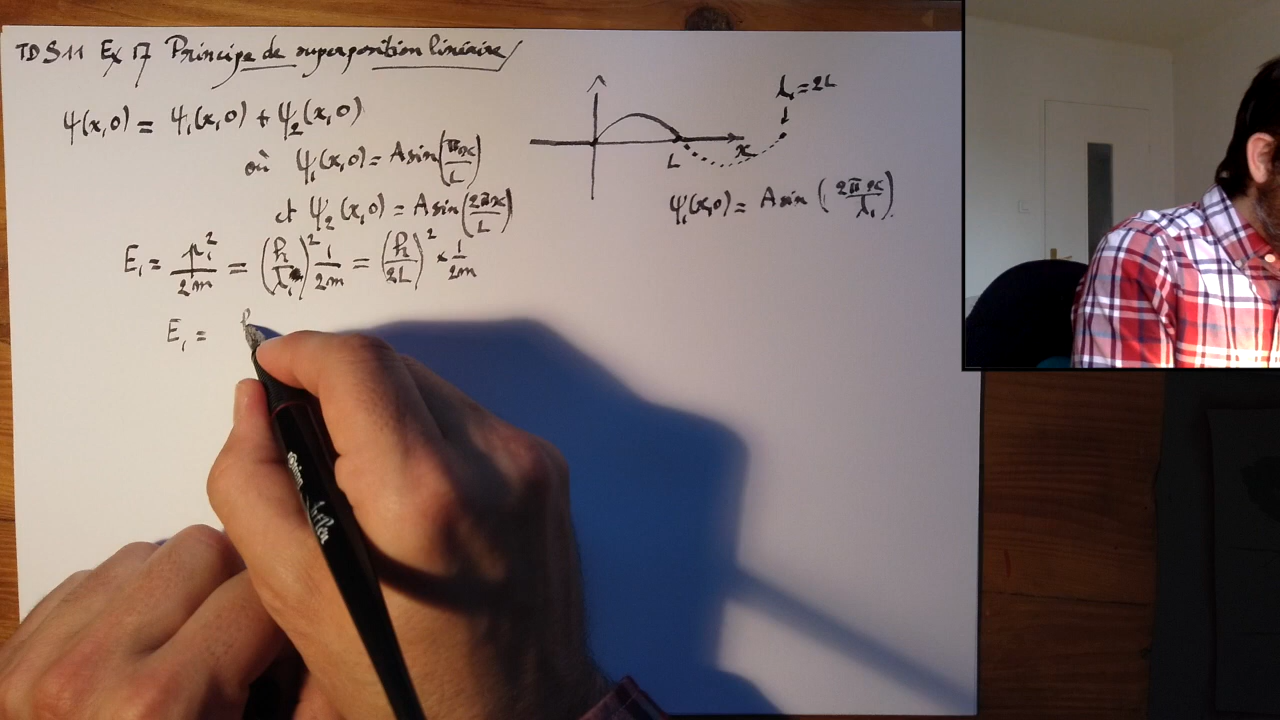 TD S11 Ex 17 Principe de superposition linéaire
ψ(x,0) = ψ₁(x,0) + ψ₂(x,0)
où ψ₁(x,0) = A sin(πx/L)
et ψ₂(x,0) = A sin(2πx/L)
E₁ = p₁²/2m = (h/λ₁)² 1/2m = (h/2L)² × 1/2m
E₁ = h
λ₁ = 2L
L
x
ψ₁(x,0) = A sin(2πx/λ₁)